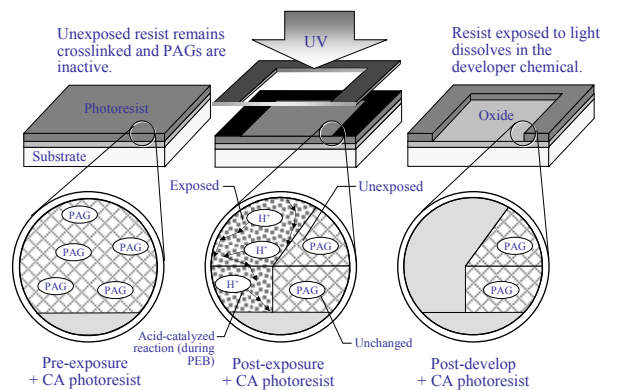 Unexposed resist remains
crosslinked and PAGs are
inactive.
UV
Resist exposed to light
dissolves in the
developer chemical.
Photoresist
Substrate
Oxide
Exposed
Unexposed
PAG
PAG
PAG
PAG
PAG
H+
H+
H+
PAG
PAG
PAG
PAG
Acid-catalyzed
reaction (during
PEB)
Unchanged
Pre-exposure
+ CA photoresist
Post-exposure
+ CA photoresist
Post-develop
+ CA photoresist